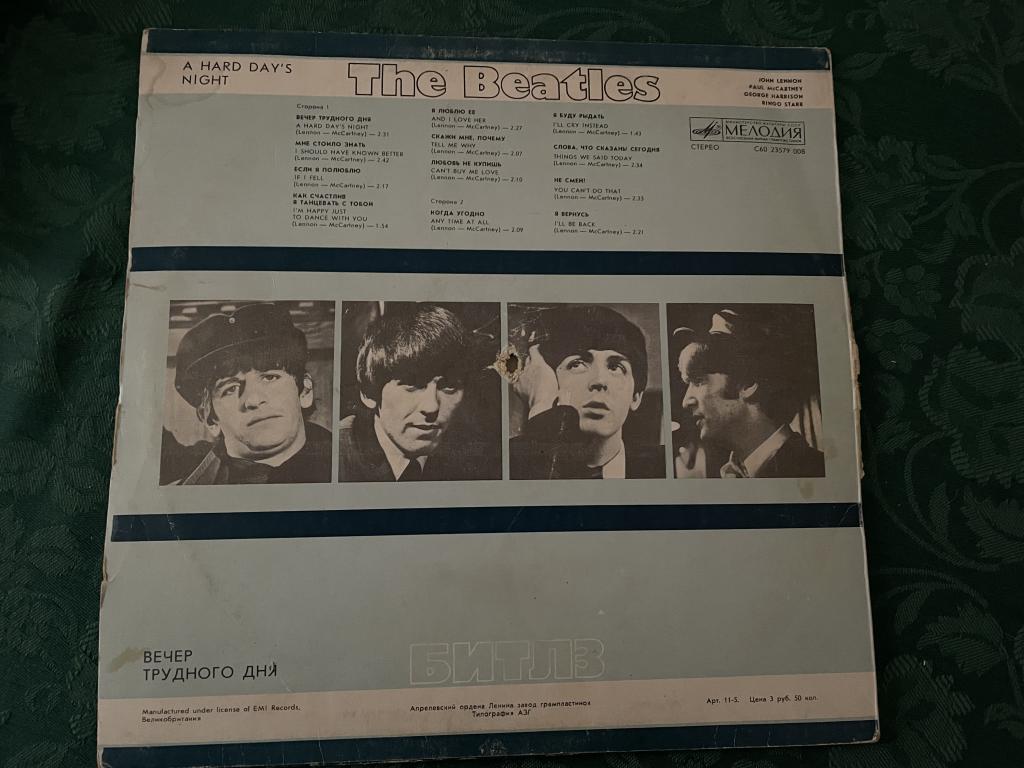 A HARD DAY'S
NIGHT
The Beatles
JOHN LENNON
PAUL McCARTNEY
GEORGE HARRISON
RINGO STARR
Сторона 1
ВЕЧЕР ТРУДНОГО ДНЯ
A HARD DAY'S NIGHT
(Lennon — McCartney) — 2.31
МНЕ СТОИЛО ЗНАТЬ
I SHOULD HAVE KNOWN BETTER
(Lennon — McCartney) — 2.42
ЕСЛИ Я ПОЛЮБЛЮ
IF I FELL
(Lennon — McCartney) — 2.17
КАК СЧАСТЛИВ
Я ТАНЦЕВАТЬ С ТОБОЙ
I'M HAPPY JUST
TO DANCE WITH YOU
(Lennon — McCartney) — 1.54
Я ЛЮБЛЮ ЕЕ
AND I LOVE HER
(Lennon — McCartney) — 2.27
СКАЖИ МНЕ, ПОЧЕМУ
TELL ME WHY
(Lennon — McCartney) — 2.07
ЛЮБОВЬ НЕ КУПИШЬ
CAN'T BUY ME LOVE
(Lennon — McCartney) — 2.10
Сторона 2
КОГДА УГОДНО
ANY TIME AT ALL
(Lennon — McCartney) — 2.09
Я БУДУ РЫДАТЬ
I'LL CRY INSTEAD
(Lennon — McCartney) — 1.43
СЛОВА, ЧТО СКАЗАНЫ СЕГОДНЯ
THINGS WE SAID TODAY
(Lennon — McCartney) — 2.34
НЕ СМЕЙ!
YOU CAN'T DO THAT
(Lennon — McCartney) — 2.33
Я ВЕРНУСЬ
I'LL BE BACK
(Lennon — McCartney) — 2.21
МИНИСТЕРСТВО КУЛЬТУРЫ СССР
МЕЛОДИЯ
СТЕРЕО
С60 23579 008
ВЕЧЕР
ТРУДНОГО ДНЯ
БИТЛЗ
Manufactured under license of EMI Records,
Великобритания
Апрелевский ордена Ленина завод грампластинок
Типография АЗГ
Арт. 11-5. Цена 3 руб. 50 коп.